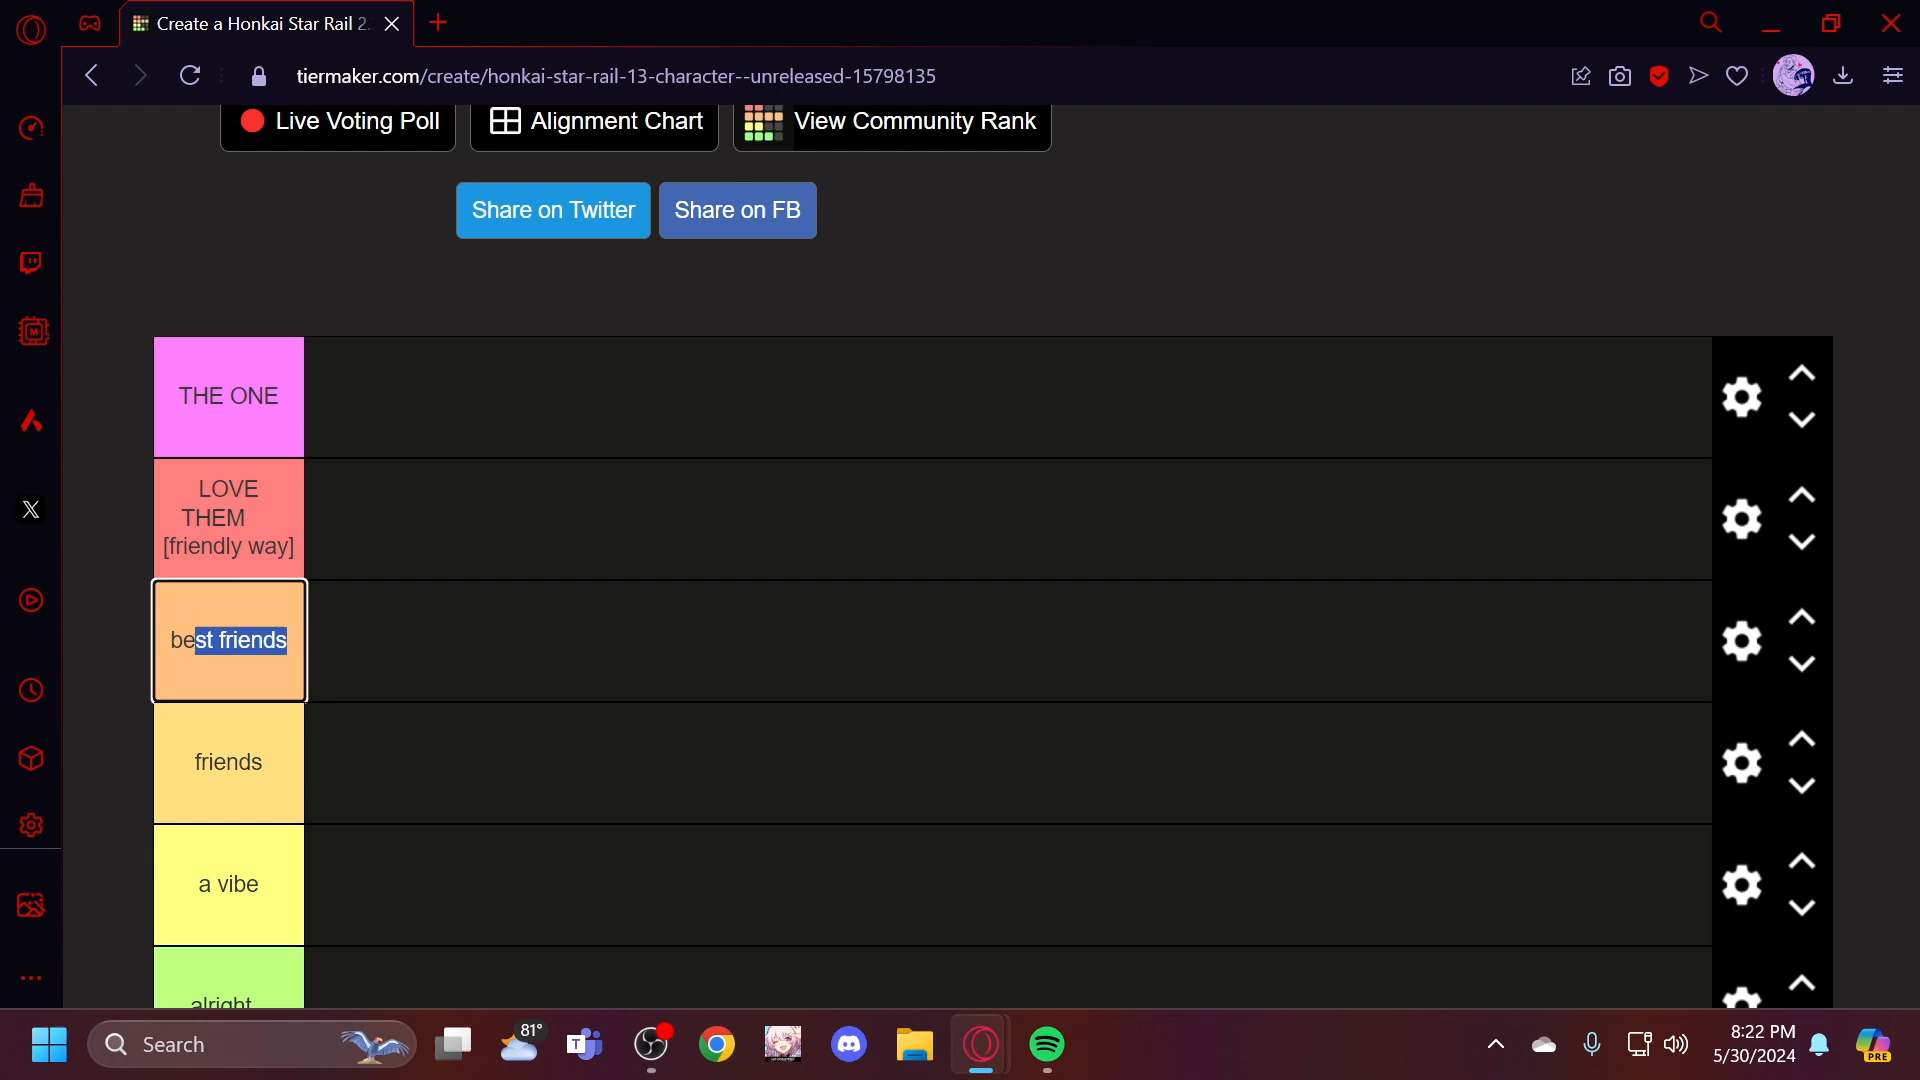 Create a Honkai Star Rail 2.
tiermaker.com/create/honkai-star-rail-13-character--unreleased-15798135
Live Voting Poll
Alignment Chart
View Community Rank
Share on Twitter
Share on FB
THE ONE
LOVE
THEM
[friendly way]
best friends
friends
a vibe
alright
Search
81°
T
8:22 PM
5/30/2024
PRE